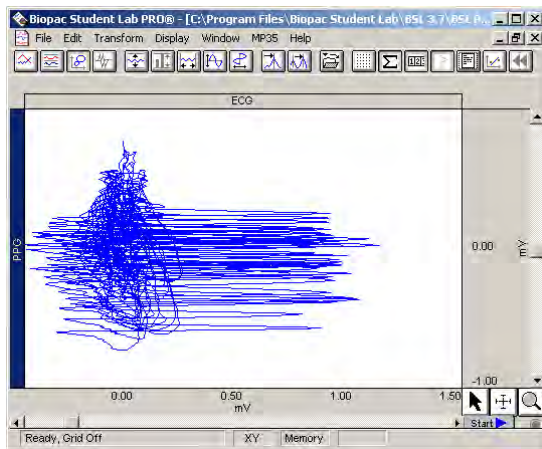 Biopac Student Lab PRO® - [C:\Program Files\Biopac Student Lab\BSL 3.7\BSL
File Edit Transform Display Window MP35 Help
ECG
PPG
0.00
mV
-1.00
0.00 0.50 1.00 1.50
mV
Start
Ready, Grid Off XY Memory